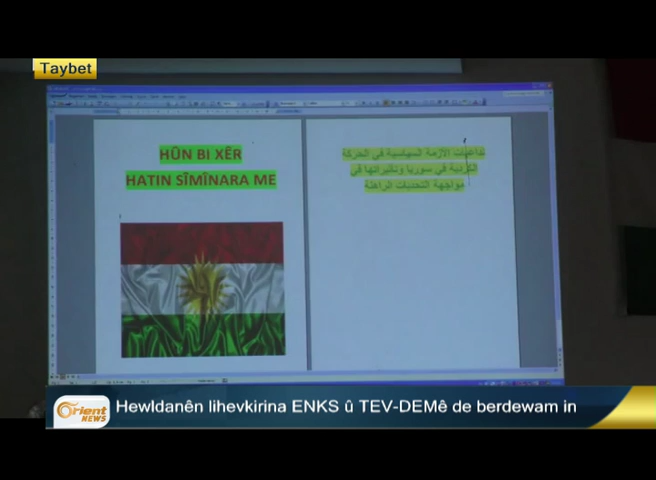 Taybet
HÛN BI XÊR
HATIN SÎMÎNARA ME
تداعيات الأزمة السياسية في الحركة
الكردية في سوريا وتأثيراتها في
مواجهة التحديات الراهنة
Orient
NEWS
Hewldanên lihevkirina ENKS û TEV-DEMê de berdewam in